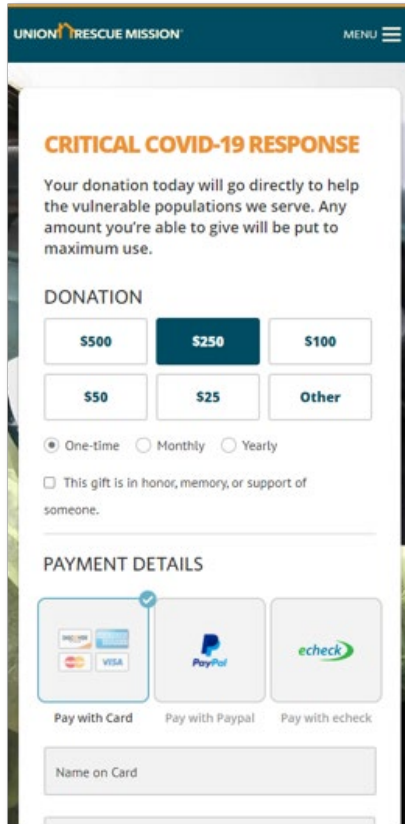 UNION RESCUE MISSION
MENU
CRITICAL COVID-19 RESPONSE
Your donation today will go directly to help
the vulnerable populations we serve. Any
amount you're able to give will be put to
maximum use.
DONATION
$500 $250 $100
$50 $25 Other
One-time Monthly Yearly
This gift is in honor, memory, or support of
someone.
PAYMENT DETAILS
DISCOVER
VISA
PayPal
echeck
Pay with Card Pay with Paypal Pay with echeck
Name on Card